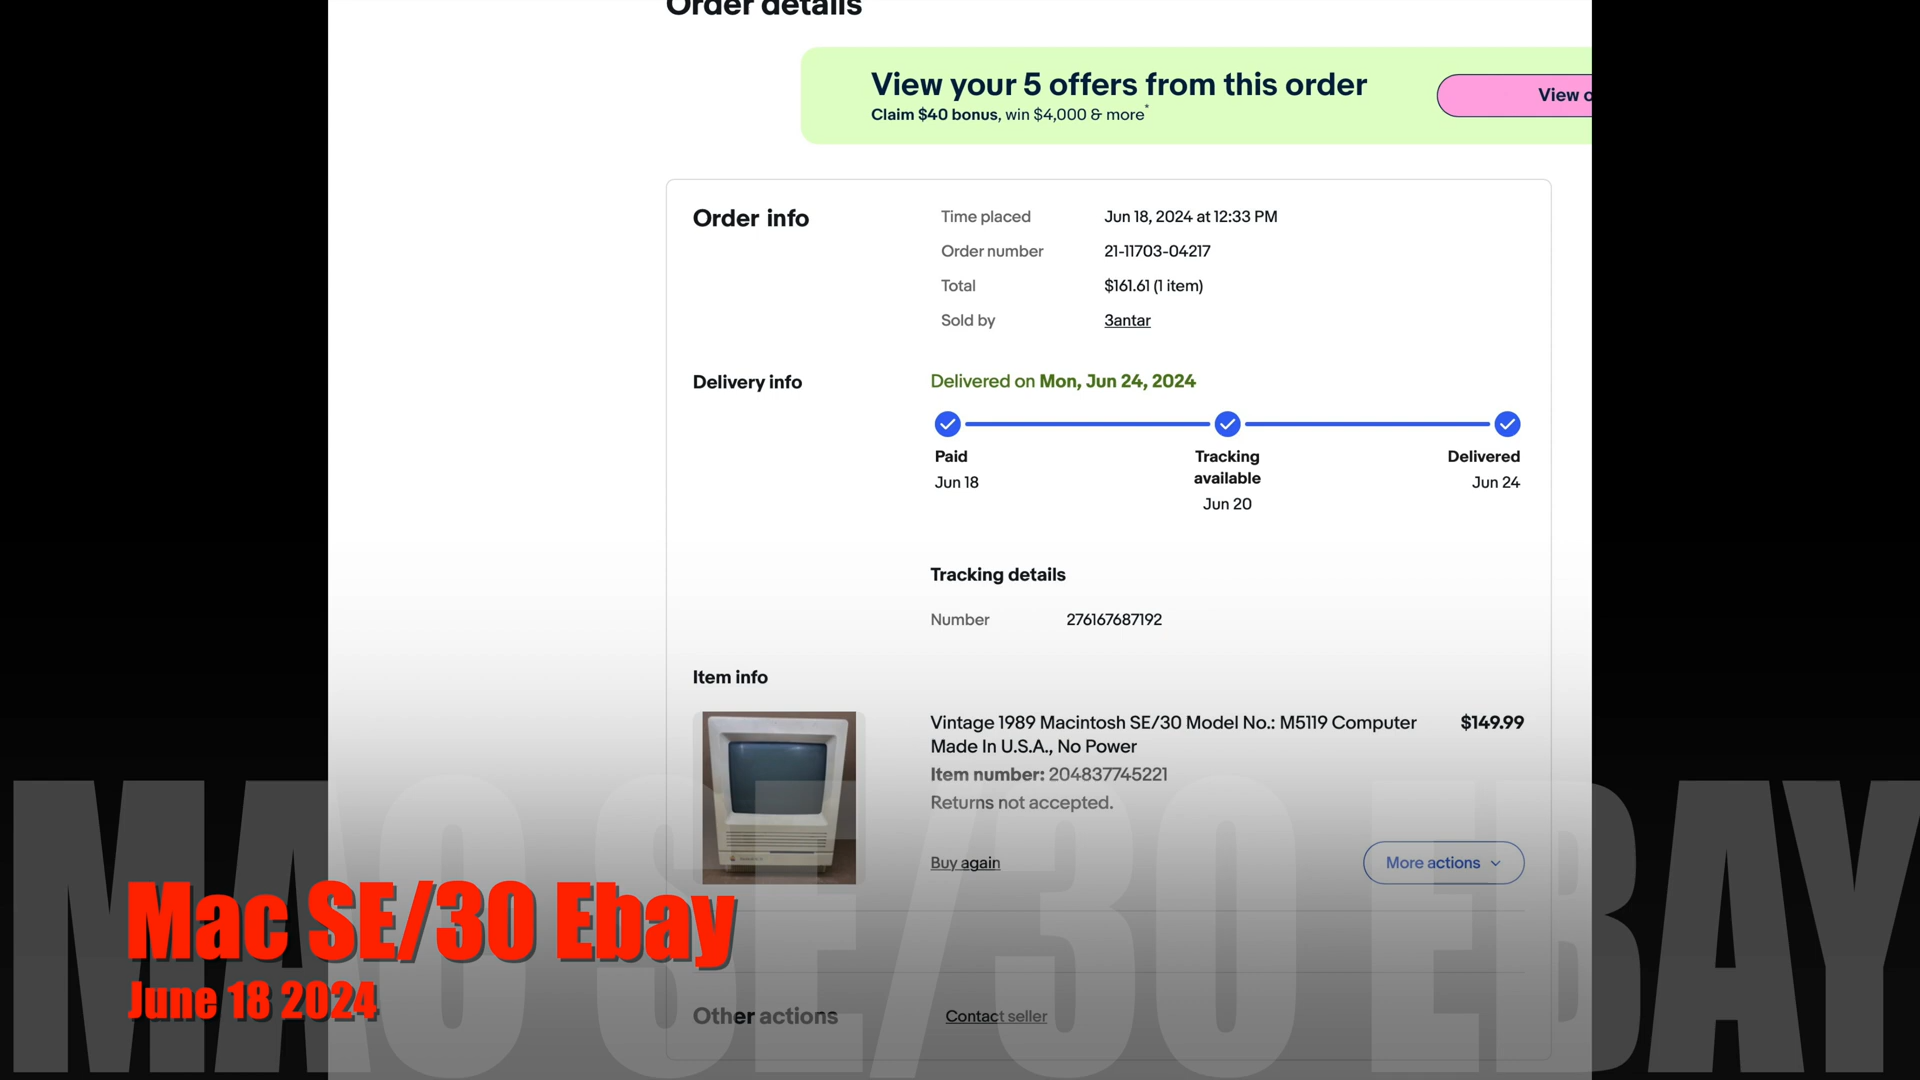 Order details
View your 5 offers from this order
Claim $40 bonus, win $4,000 & more*
View o
Order info
Time placed
Jun 18, 2024 at 12:33 PM
Order number
21-11703-04217
Total
$161.61 (1 item)
Sold by
3antar
Delivery info
Delivered on Mon, Jun 24, 2024
Paid
Jun 18
Tracking
available
Jun 20
Delivered
Jun 24
Tracking details
Number
276167687192
Item info
Vintage 1989 Macintosh SE/30 Model No.: M5119 Computer
Made In U.S.A., No Power
$149.99
Item number: 204837745221
Returns not accepted.
Buy again
More actions
MAC SE/30 EBAY
Mac SE/30 Ebay
June 18 2024
Other actions
Contact seller